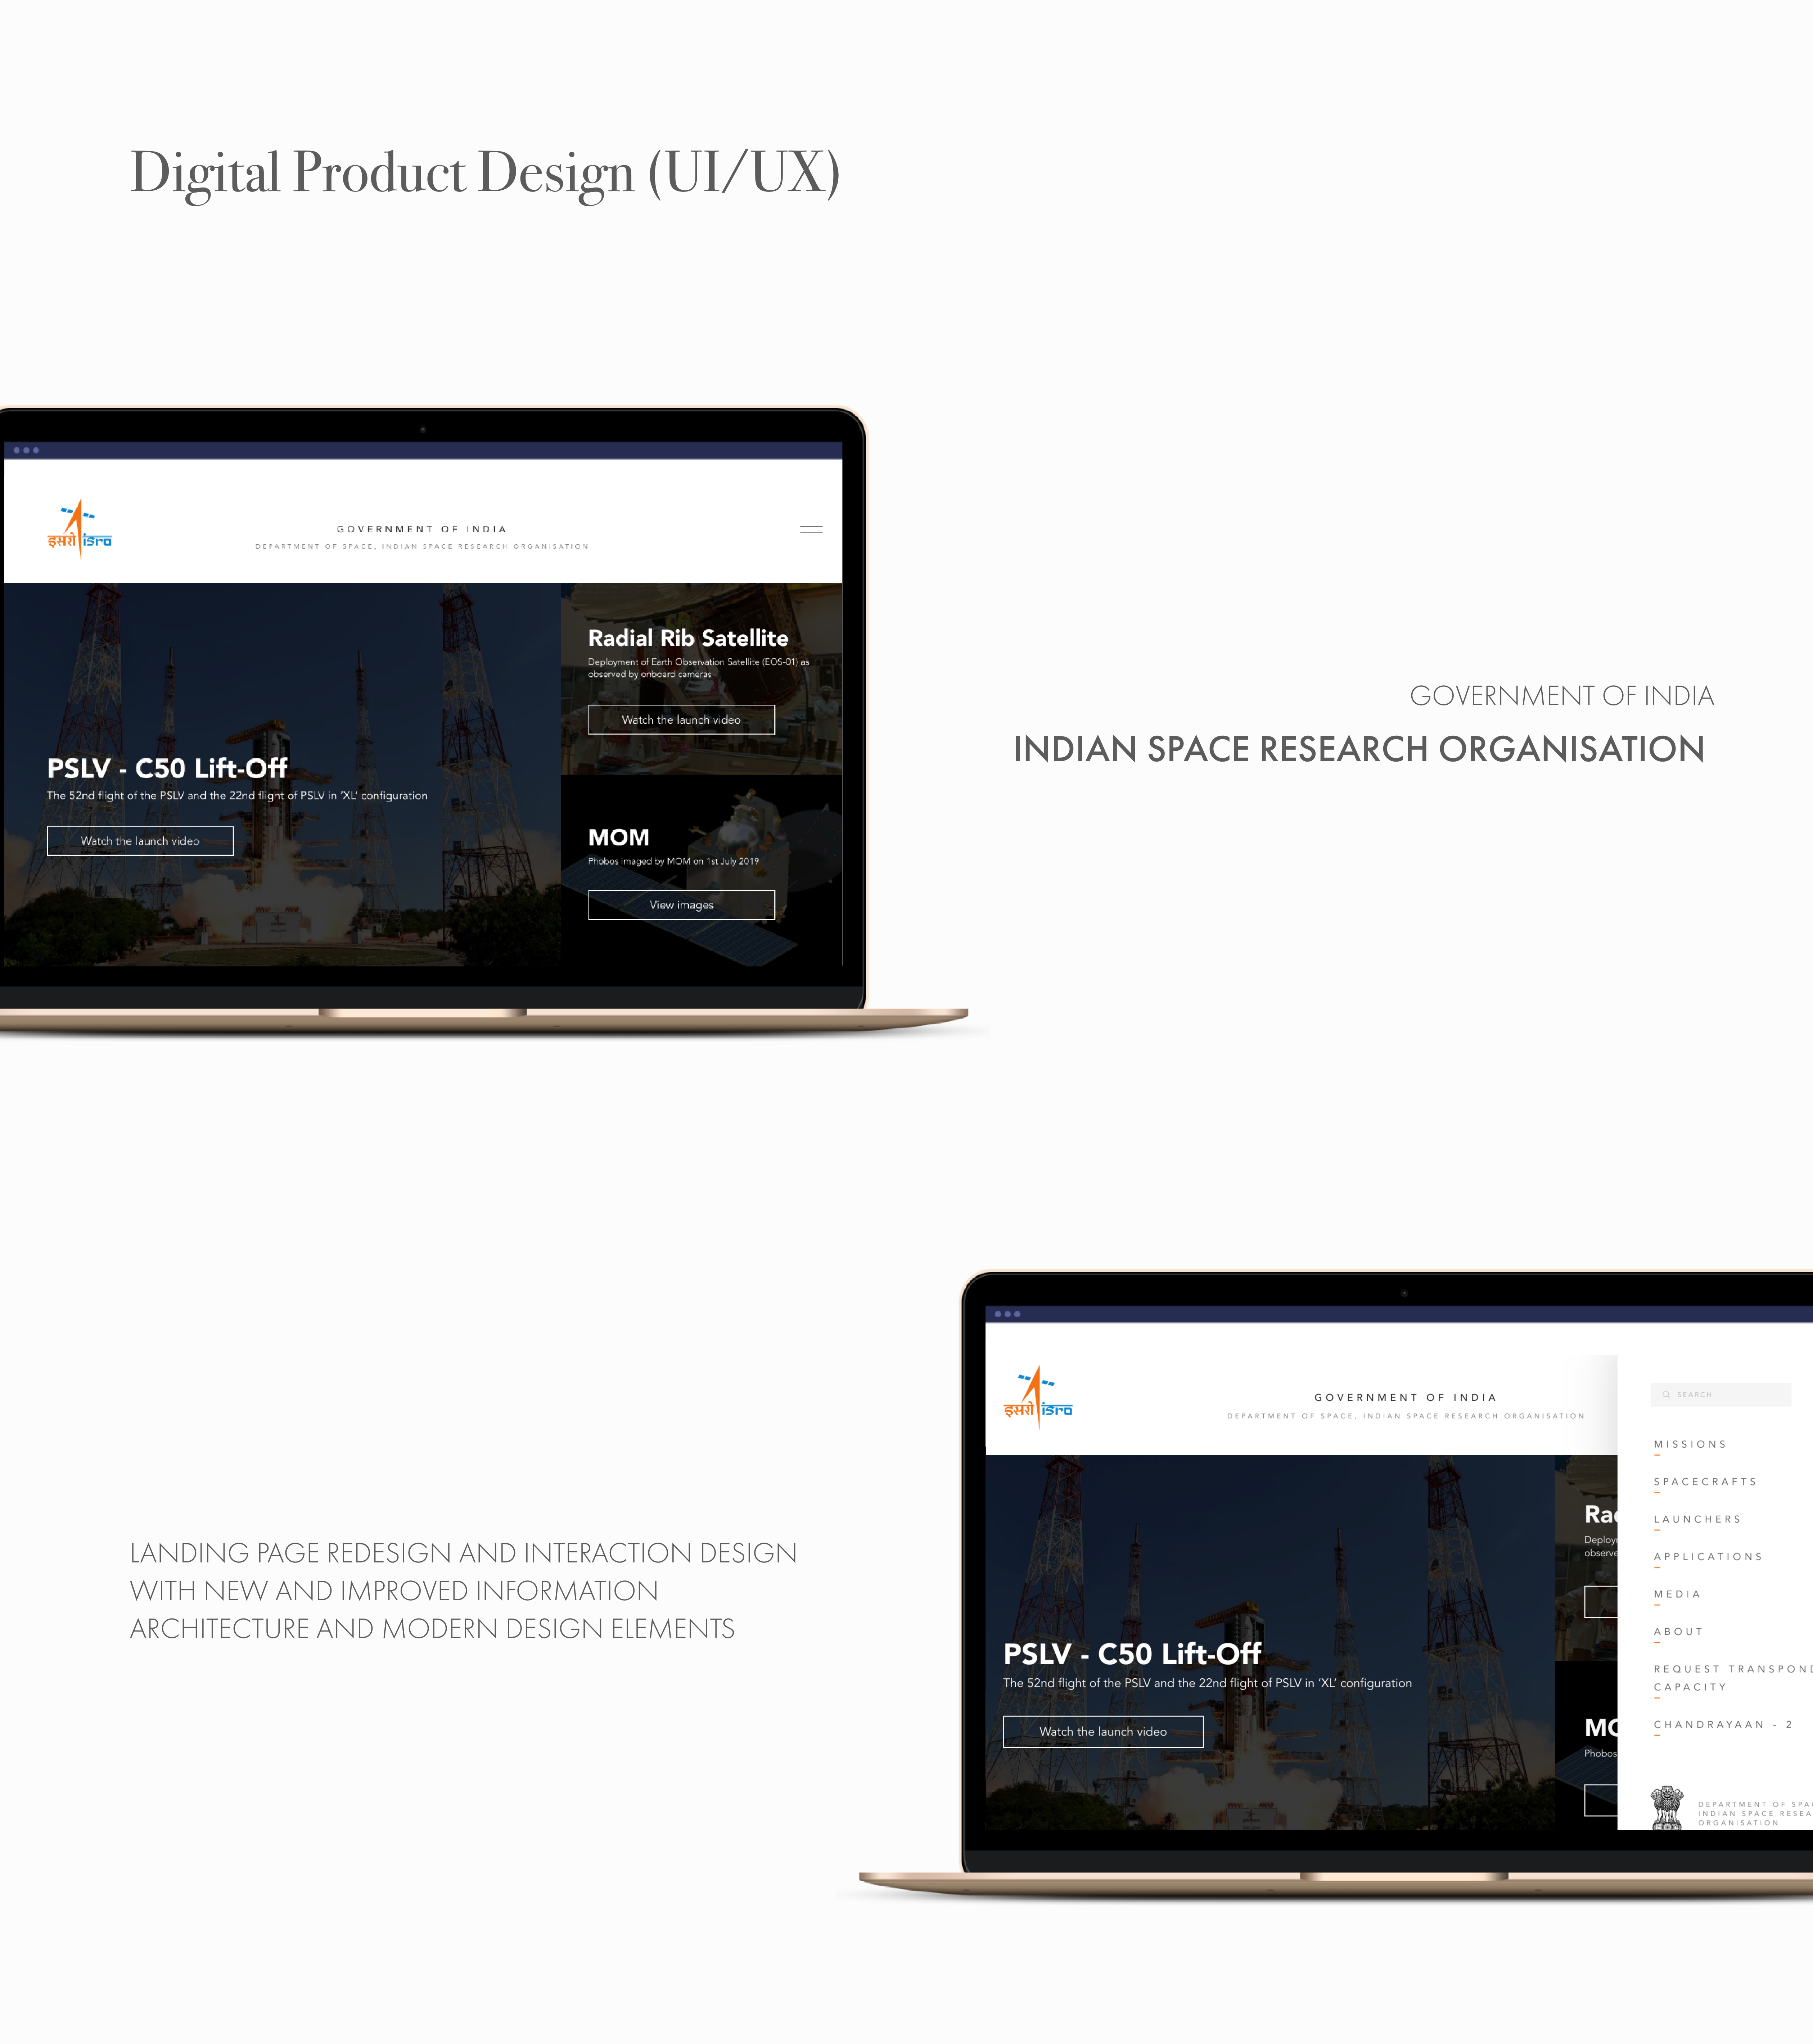 Digital Product Design (UI/UX)
इसरो isro
GOVERNMENT OF INDIA
DEPARTMENT OF SPACE, INDIAN SPACE RESEARCH ORGANISATION
PSLV - C50 Lift-Off
The 52nd flight of the PSLV and the 22nd flight of PSLV in 'XL' configuration
Watch the launch video
Radial Rib Satellite
Deployment of Earth Observation Satellite (EOS-01) as
observed by onboard cameras
Watch the launch video
MOM
Phobos imaged by MOM on 1st July 2019
View images
GOVERNMENT OF INDIA
INDIAN SPACE RESEARCH ORGANISATION
LANDING PAGE REDESIGN AND INTERACTION DESIGN
WITH NEW AND IMPROVED INFORMATION
ARCHITECTURE AND MODERN DESIGN ELEMENTS
इसरो isro
GOVERNMENT OF INDIA
DEPARTMENT OF SPACE, INDIAN SPACE RESEARCH ORGANISATION
PSLV - C50 Lift-Off
The 52nd flight of the PSLV and the 22nd flight of PSLV in 'XL' configuration
Watch the launch video
Ra
Deploy
observe
MO
Phobos
SEARCH
MISSIONS
SPACECRAFTS
LAUNCHERS
APPLICATIONS
MEDIA
ABOUT
REQUEST TRANSPOND
CAPACITY
CHANDRAYAAN - 2
DEPARTMENT OF SPA
INDIAN SPACE RESEA
ORGANISATION